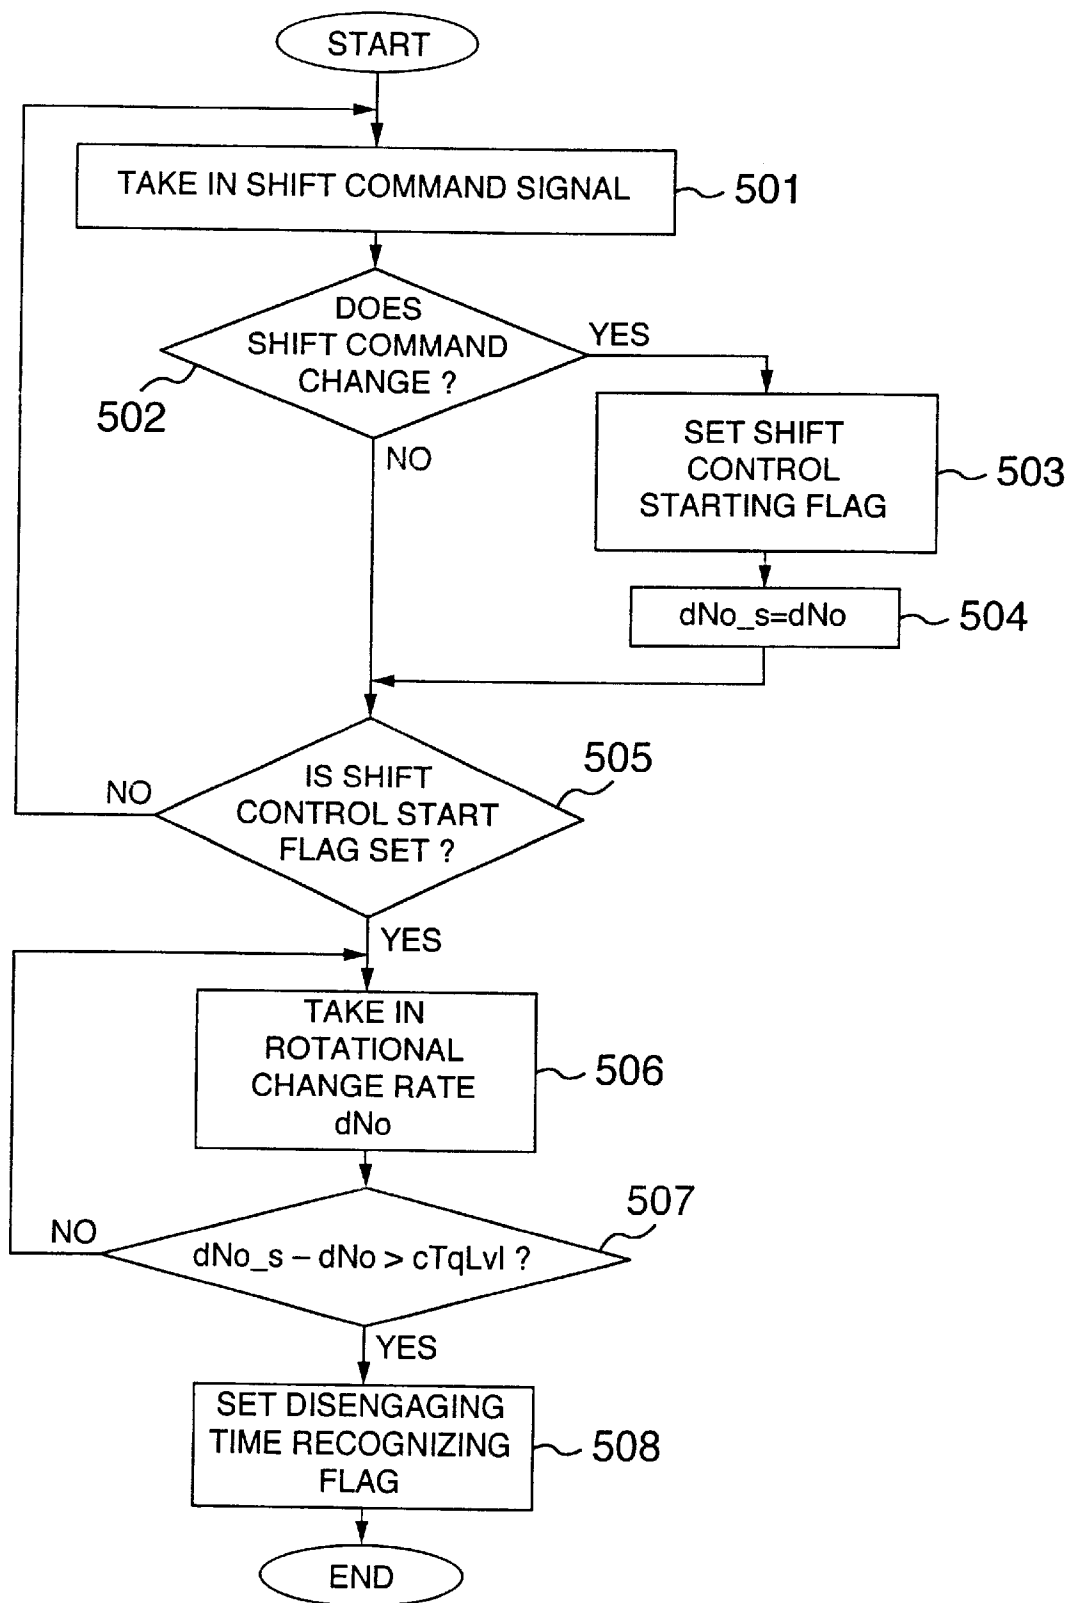 START
TAKE IN SHIFT COMMAND SIGNAL
501
DOES
SHIFT COMMAND
CHANGE ?
YES
502
NO
SET SHIFT
CONTROL
STARTING FLAG
503
dNo_s=dNo
504
505
IS SHIFT
CONTROL START
FLAG SET ?
NO
YES
TAKE IN
ROTATIONAL
CHANGE RATE
dNo
506
507
NO
dNo_s – dNo > cTqLvl ?
YES
SET DISENGAGING
TIME RECOGNIZING
FLAG
508
END